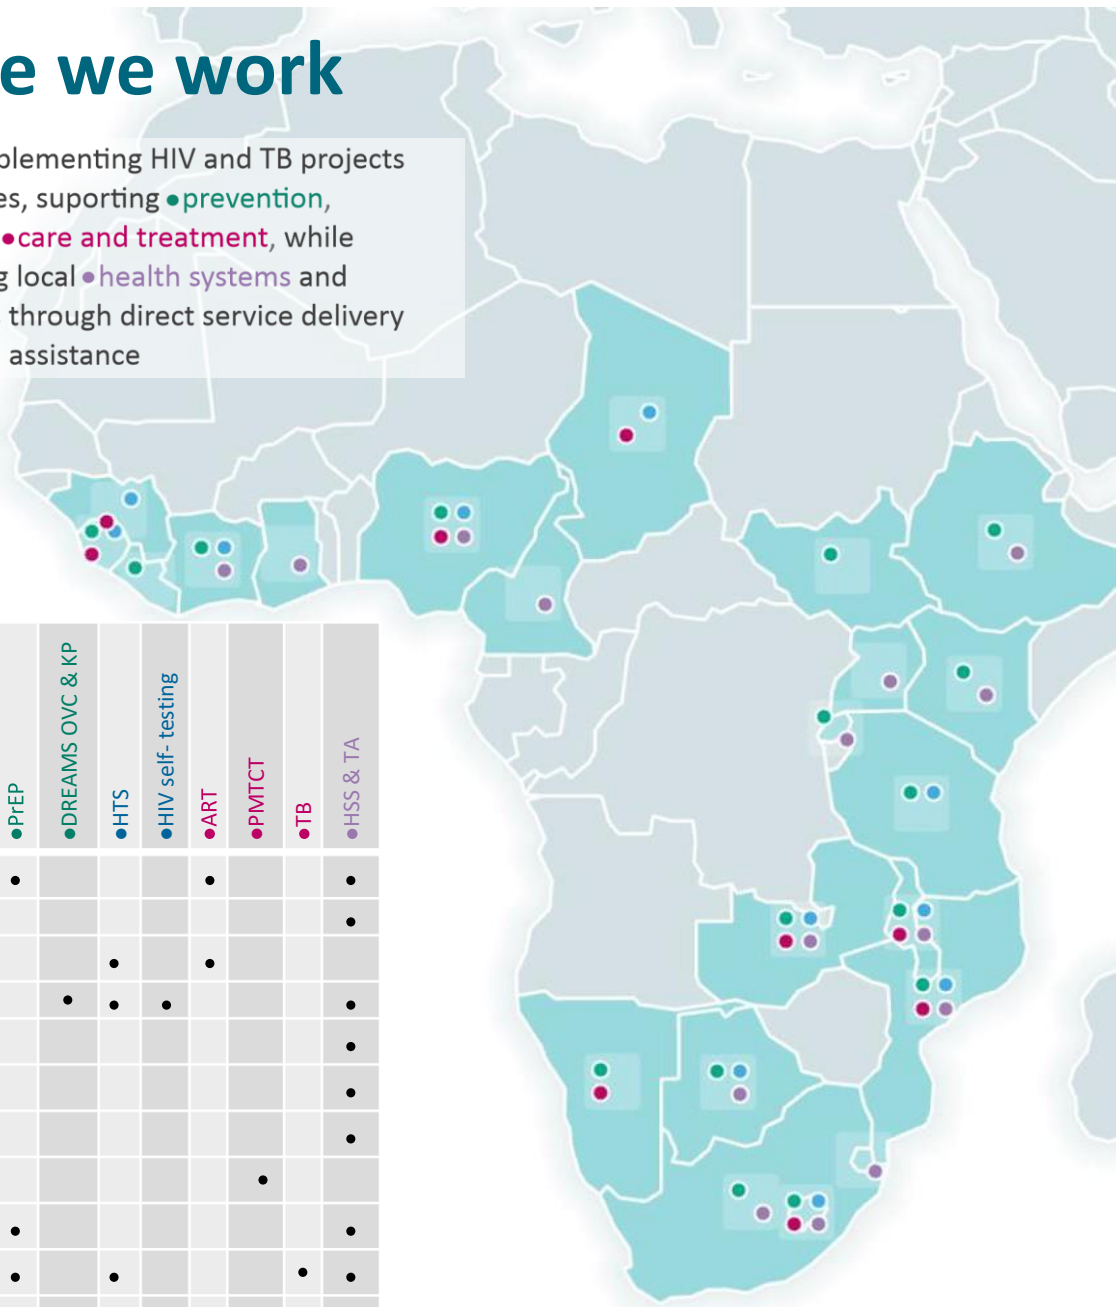 e we work
plementing HIV and TB projects
es, suporting •prevention,
•care and treatment, while
g local •health systems and
through direct service delivery
assistance
•PrEP
•DREAMS OVC & KP
•HTS
•HIV self- testing
•ART
•PMTCT
•TB
•HSS & TA